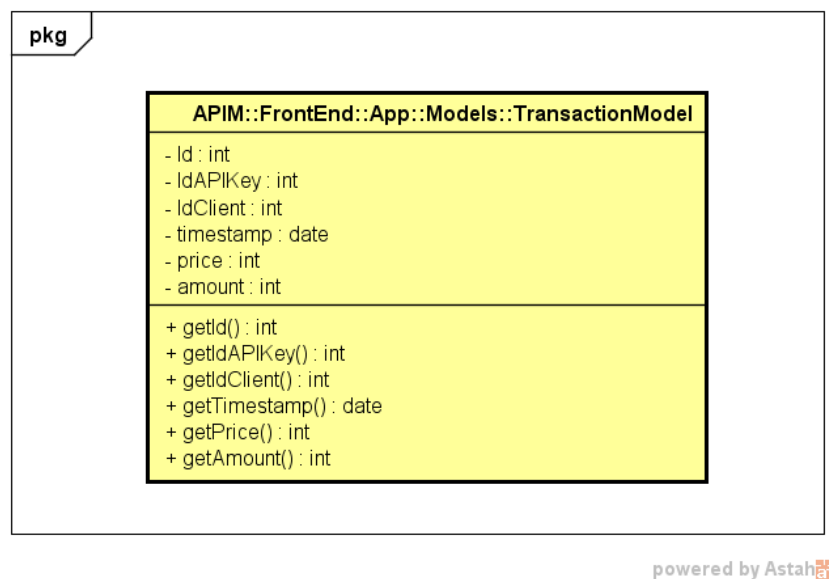 pkg
APIM::FrontEnd::App::Models::TransactionModel
- Id : int
- IdAPIKey : int
- IdClient : int
- timestamp : date
- price : int
- amount : int
+ getId() : int
+ getIdAPIKey() : int
+ getIdClient() : int
+ getTimestamp() : date
+ getPrice() : int
+ getAmount() : int
powered by Astah